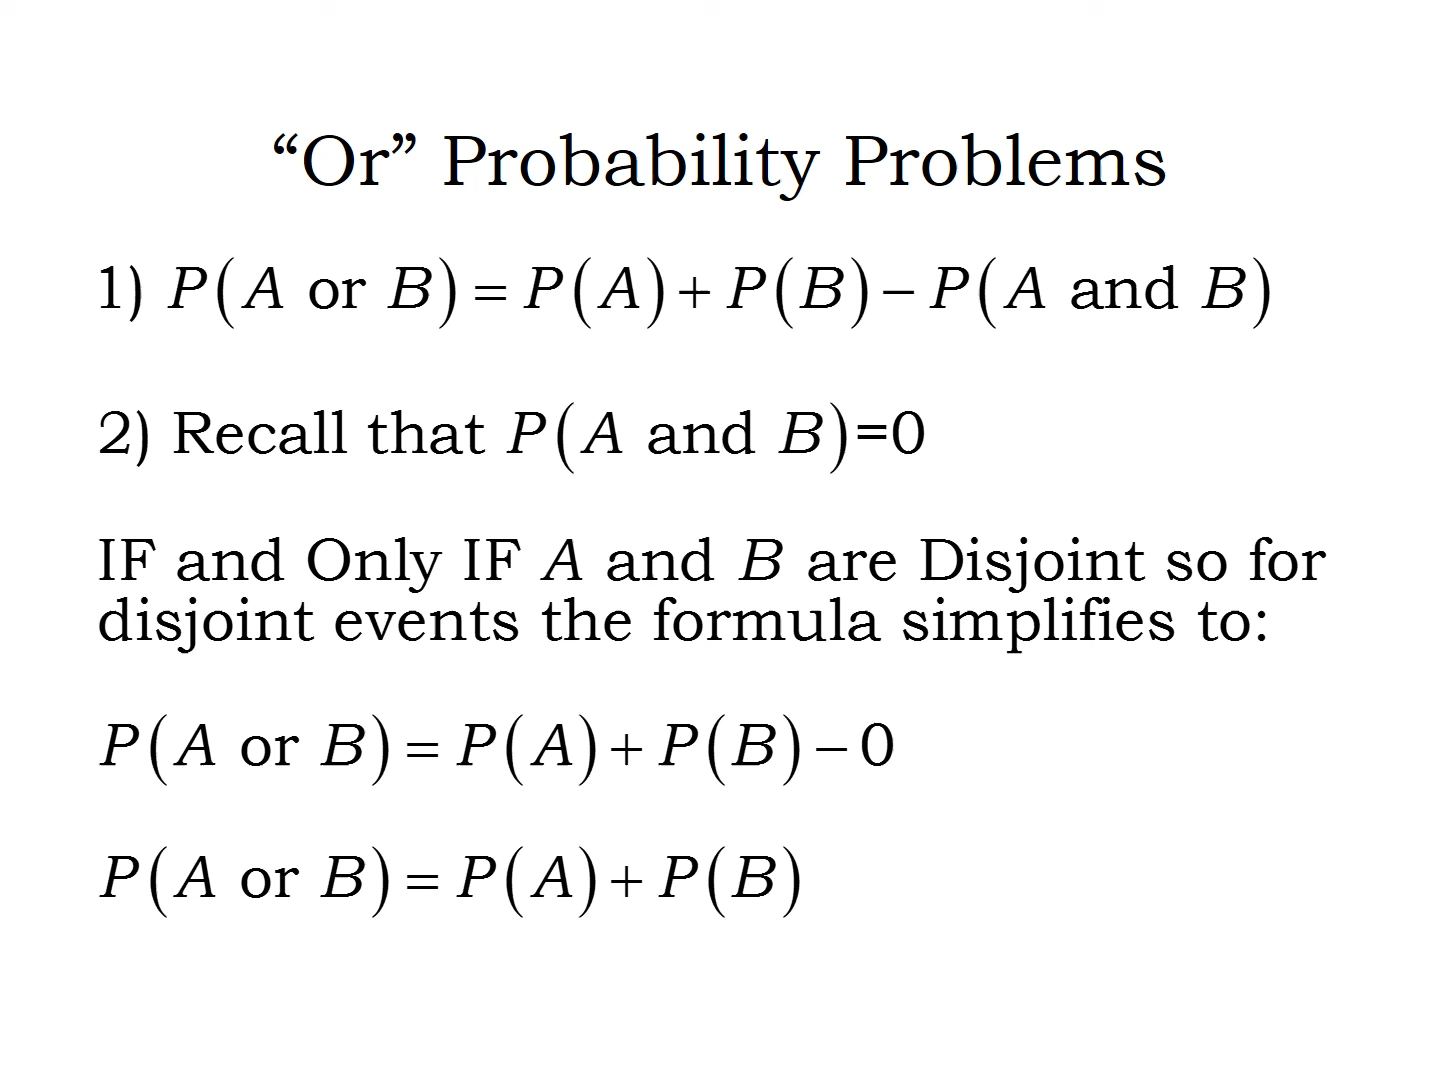 “Or” Probability Problems
1) P(A or B) = P(A) + P(B) − P(A and B)
2) Recall that P(A and B)=0
IF and Only IF A and B are Disjoint so for
disjoint events the formula simplifies to:
P(A or B) = P(A) + P(B) − 0
P(A or B) = P(A) + P(B)